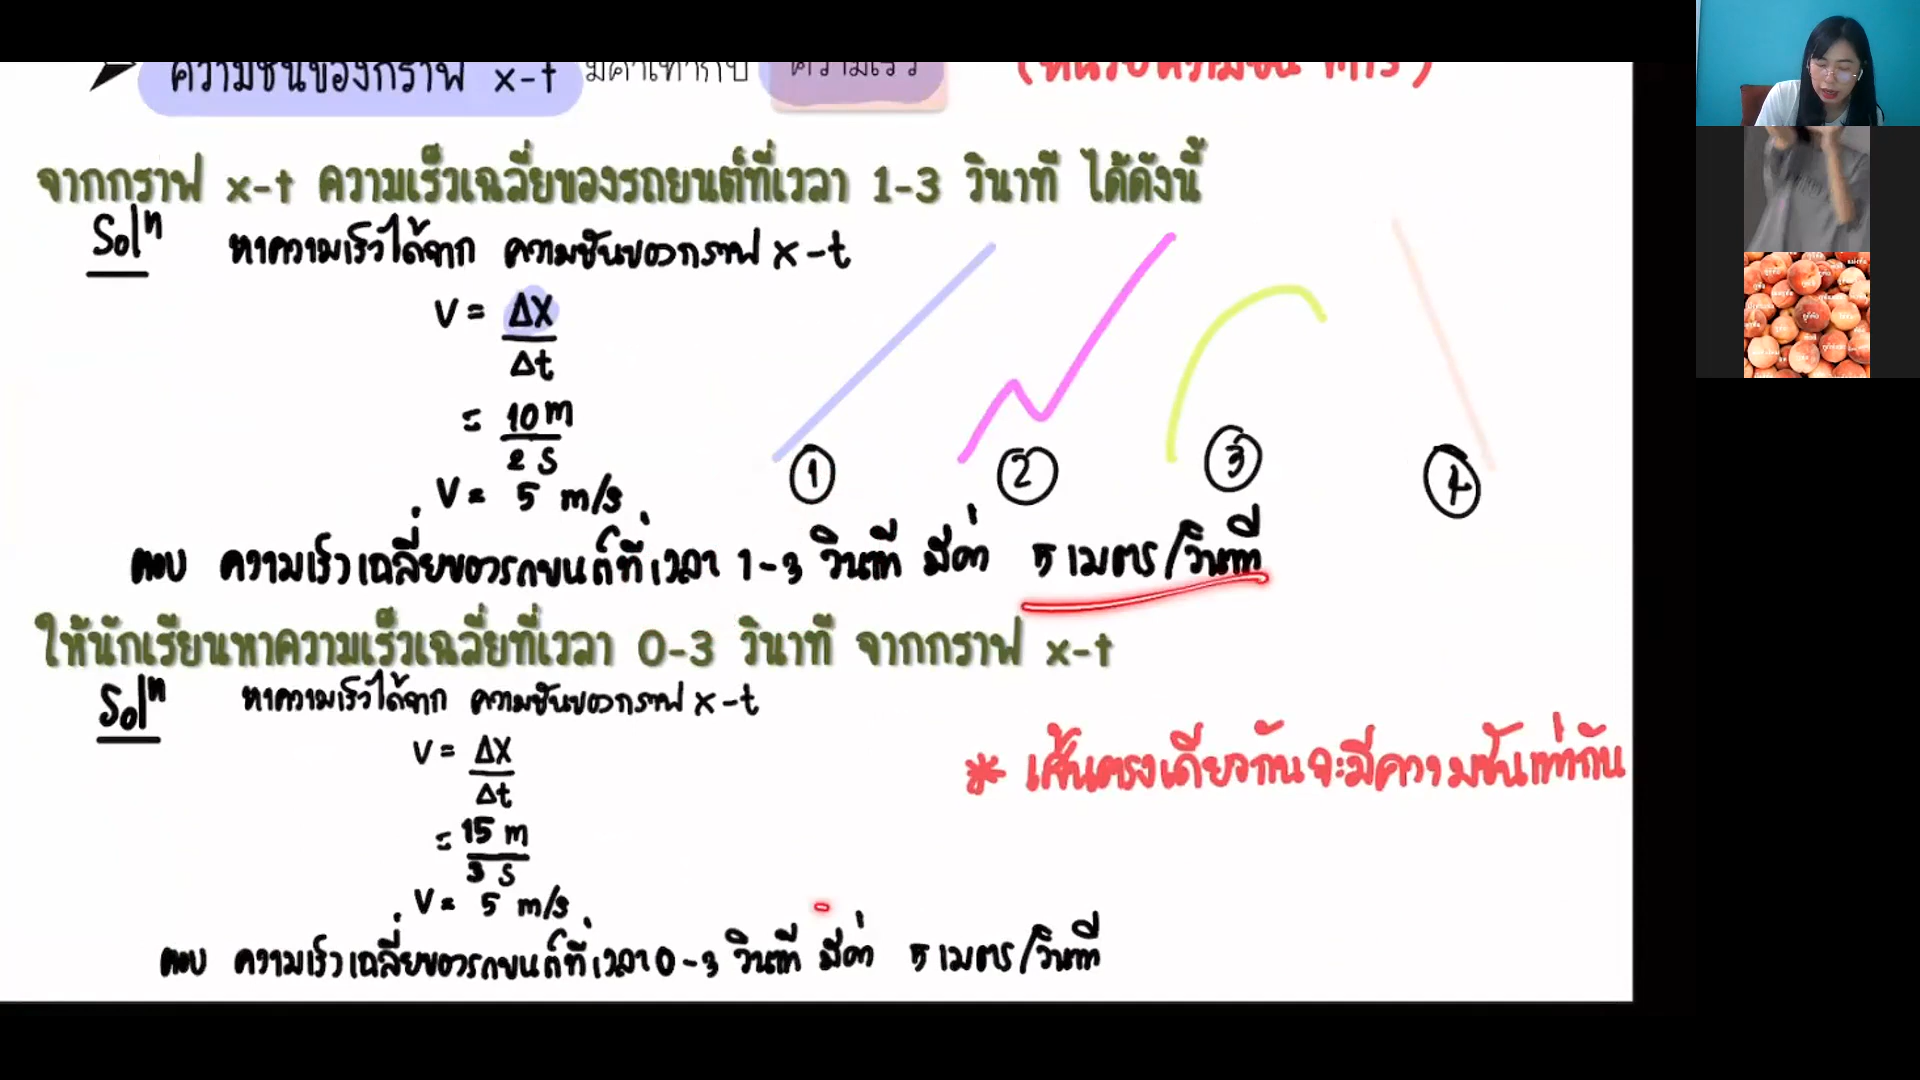 ความชันของกราฟ x-t มีค่าเท่ากับ ความเร็ว (หน่วยความชัน m/s)
จากกราฟ x-t ความเร็วเฉลี่ยของรถยนต์ที่เวลา 1-3 วินาที ได้ดังนี้
Solⁿ หาความเร็วได้จาก ความชันของกราฟ x-t
V = ΔX
Δt
= 10 m
2 S
V = 5 m/s
① ② ③ ④
ตอบ ความเร็วเฉลี่ยของรถยนต์ที่เวลา 1-3 วินาที มีค่า 5 เมตร/วินาที
ให้นักเรียนหาความเร็วเฉลี่ยที่เวลา 0-3 วินาที จากกราฟ x-t
Solⁿ หาความเร็วได้จาก ความชันของกราฟ x-t
V = ΔX
Δt
= 15 m
3 S
V = 5 m/s
* เส้นตรงเดียวกันจะมีความชันเท่ากัน
ตอบ ความเร็วเฉลี่ยของรถยนต์ที่เวลา 0-3 วินาที มีค่า 5 เมตร/วินาที